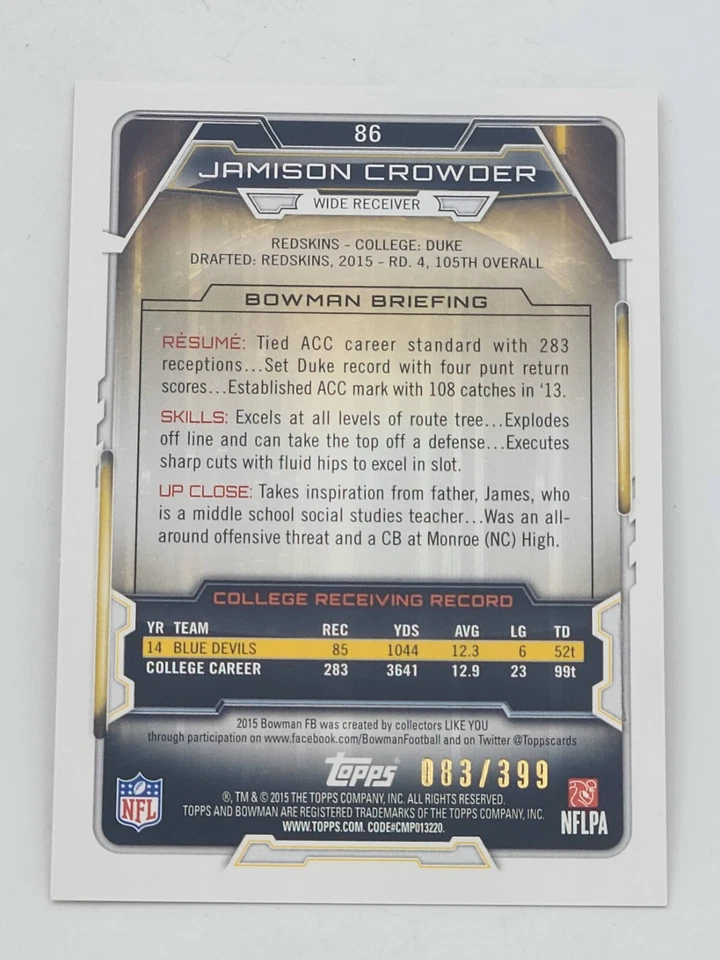 86
JAMISON CROWDER
WIDE RECEIVER
REDSKINS – COLLEGE: DUKE
DRAFTED: REDSKINS, 2015 – RD. 4, 105TH OVERALL
BOWMAN BRIEFING
RÉSUMÉ: Tied ACC career standard with 283
receptions...Set Duke record with four punt return
scores...Established ACC mark with 108 catches in ‘13.
SKILLS: Excels at all levels of route tree...Explodes
off line and can take the top off a defense...Executes
sharp cuts with fluid hips to excel in slot.
UP CLOSE: Takes inspiration from father, James, who
is a middle school social studies teacher...Was an all-
around offensive threat and a CB at Monroe (NC) High.
COLLEGE RECEIVING RECORD
YR TEAM REC YDS AVG LG TD
14 BLUE DEVILS 85 1044 12.3 6 52t
COLLEGE CAREER 283 3641 12.9 23 99t
2015 Bowman FB was created by collectors LIKE YOU
through participation on www.facebook.com/BowmanFootball and on Twitter @Toppscards
Topps 083/399
®, TM & © 2015 THE TOPPS COMPANY, INC. ALL RIGHTS RESERVED.
TOPPS AND BOWMAN ARE REGISTERED TRADEMARKS OF THE TOPPS COMPANY, INC.
WWW.TOPPS.COM. CODE#CMP013220.
NFL
NFLPA